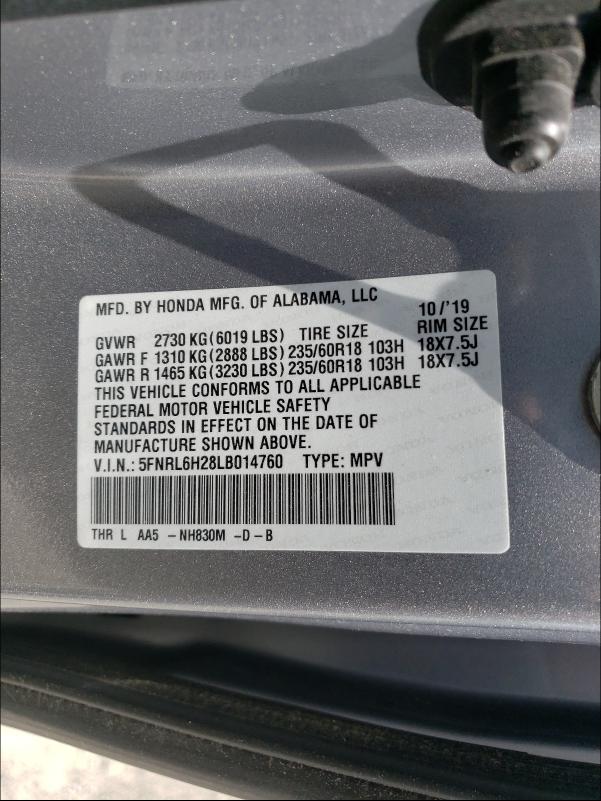 MFD. BY HONDA MFG. OF ALABAMA, LLC 10/'19
GVWR 2730 KG(6019 LBS) TIRE SIZE RIM SIZE
GAWR F 1310 KG(2888 LBS) 235/60R18 103H 18X7.5J
GAWR R 1465 KG(3230 LBS) 235/60R18 103H 18X7.5J
THIS VEHICLE CONFORMS TO ALL APPLICABLE
FEDERAL MOTOR VEHICLE SAFETY
STANDARDS IN EFFECT ON THE DATE OF
MANUFACTURE SHOWN ABOVE.
V.I.N.: 5FNRL6H28LB014760 TYPE: MPV
THR L AA5 -NH830M -D-B